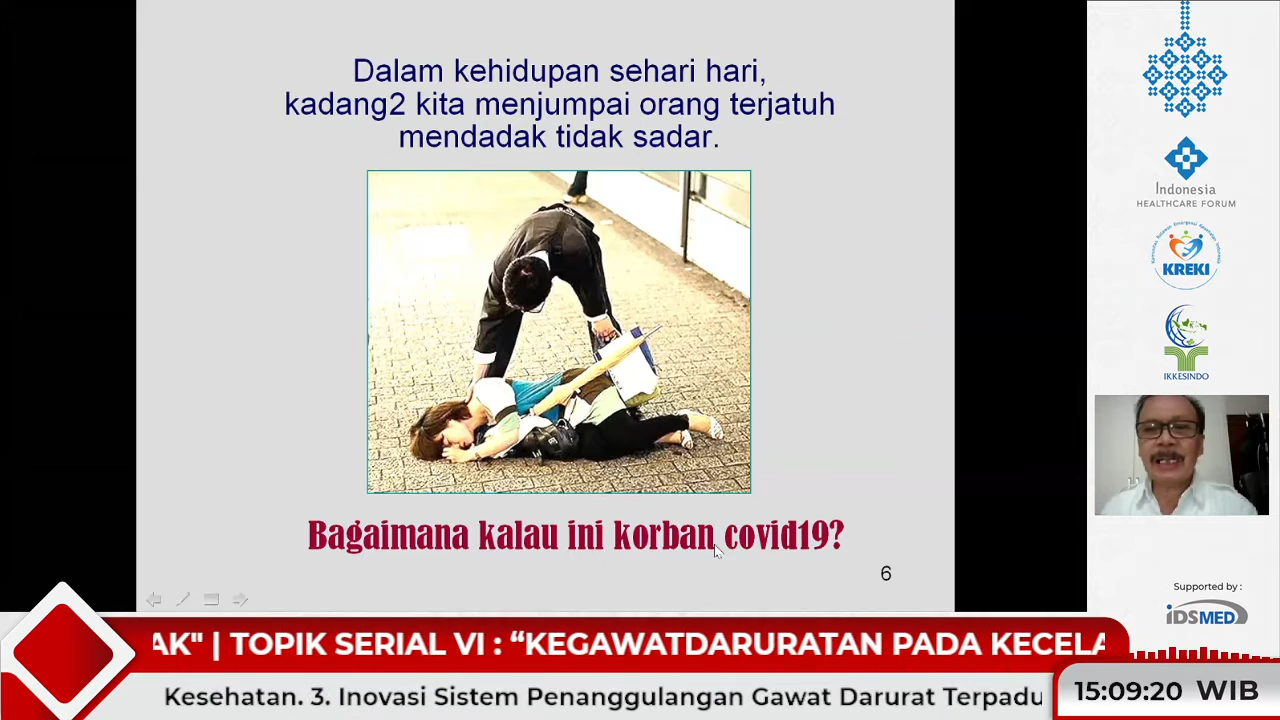 Dalam kehidupan sehari hari,
kadang2 kita menjumpai orang terjatuh
mendadak tidak sadar.
Bagaimana kalau ini korban covid19?
6
Indonesia
HEALTHCARE FORUM
KREKI
IKKESINDO
Supported by :
iDSMED
AK" | TOPIK SERIAL VI : “KEGAWATDARURATAN PADA KECELA
Kesehatan. 3. Inovasi Sistem Penanggulangan Gawat Darurat Terpadu
15:09:20 WIB